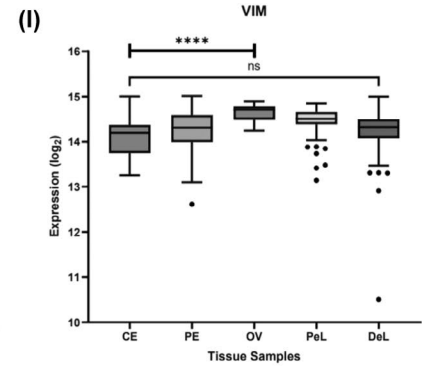 (I)
VIM
****
ns
16
15
14
13
12
11
10
Expression (log₂)
CE PE OV PeL DeL
Tissue Samples